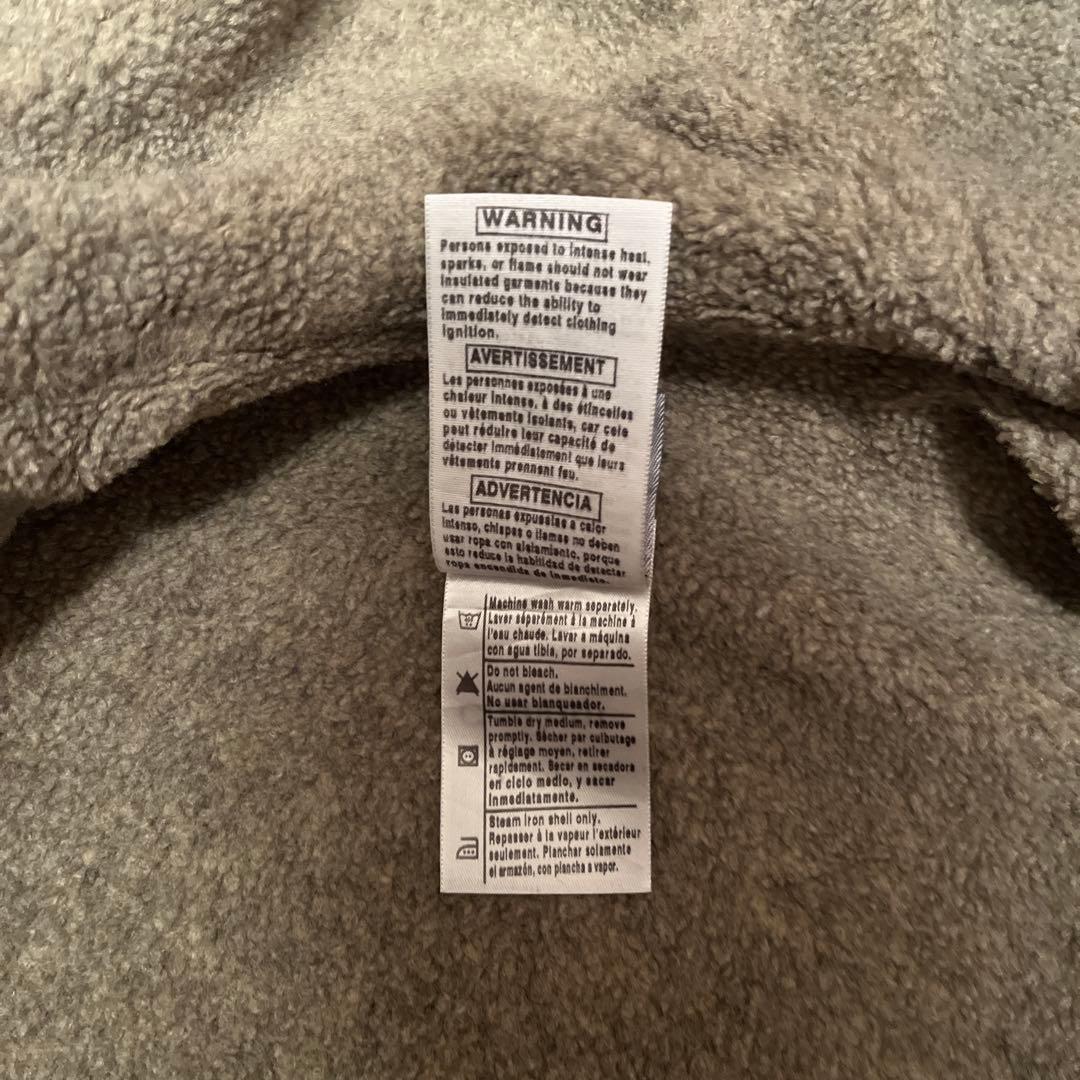 WARNING
Persons exposed to intense heat,
sparks, or flame should not wear
insulated garments because they
can reduce the ability to
immediately detect clothing
ignition.
AVERTISSEMENT
Les personnes exposées à une
chaleur intense, à des étincelles
ou vêtements isolants, car cela
peut réduire leur capacité de
détecter immédiatement que leurs
vêtements prennent feu.
ADVERTENCIA
Las personas expuestas a calor
intenso, chispas o llamas no deben
usar ropa con aislamiento, porque
esto reduce la habilidad de detectar
ropa encendida de inmediato.
Machine wash warm separately.
Laver séparément à la machine à
l'eau chaude. Lavar a máquina
con agua tibia, por separado.
Do not bleach.
Aucun agent de blanchiment.
No usar blanqueador.
Tumble dry medium, remove
promptly. Sécher par culbutage
à réglage moyen, retirer
rapidement. Secar en secadora
en ciclo medio, y sacar
inmediatamente.
Steam iron shell only.
Repasser à la vapeur l'extérieur
seulement. Planchar solamente
el armazón, con plancha a vapor.